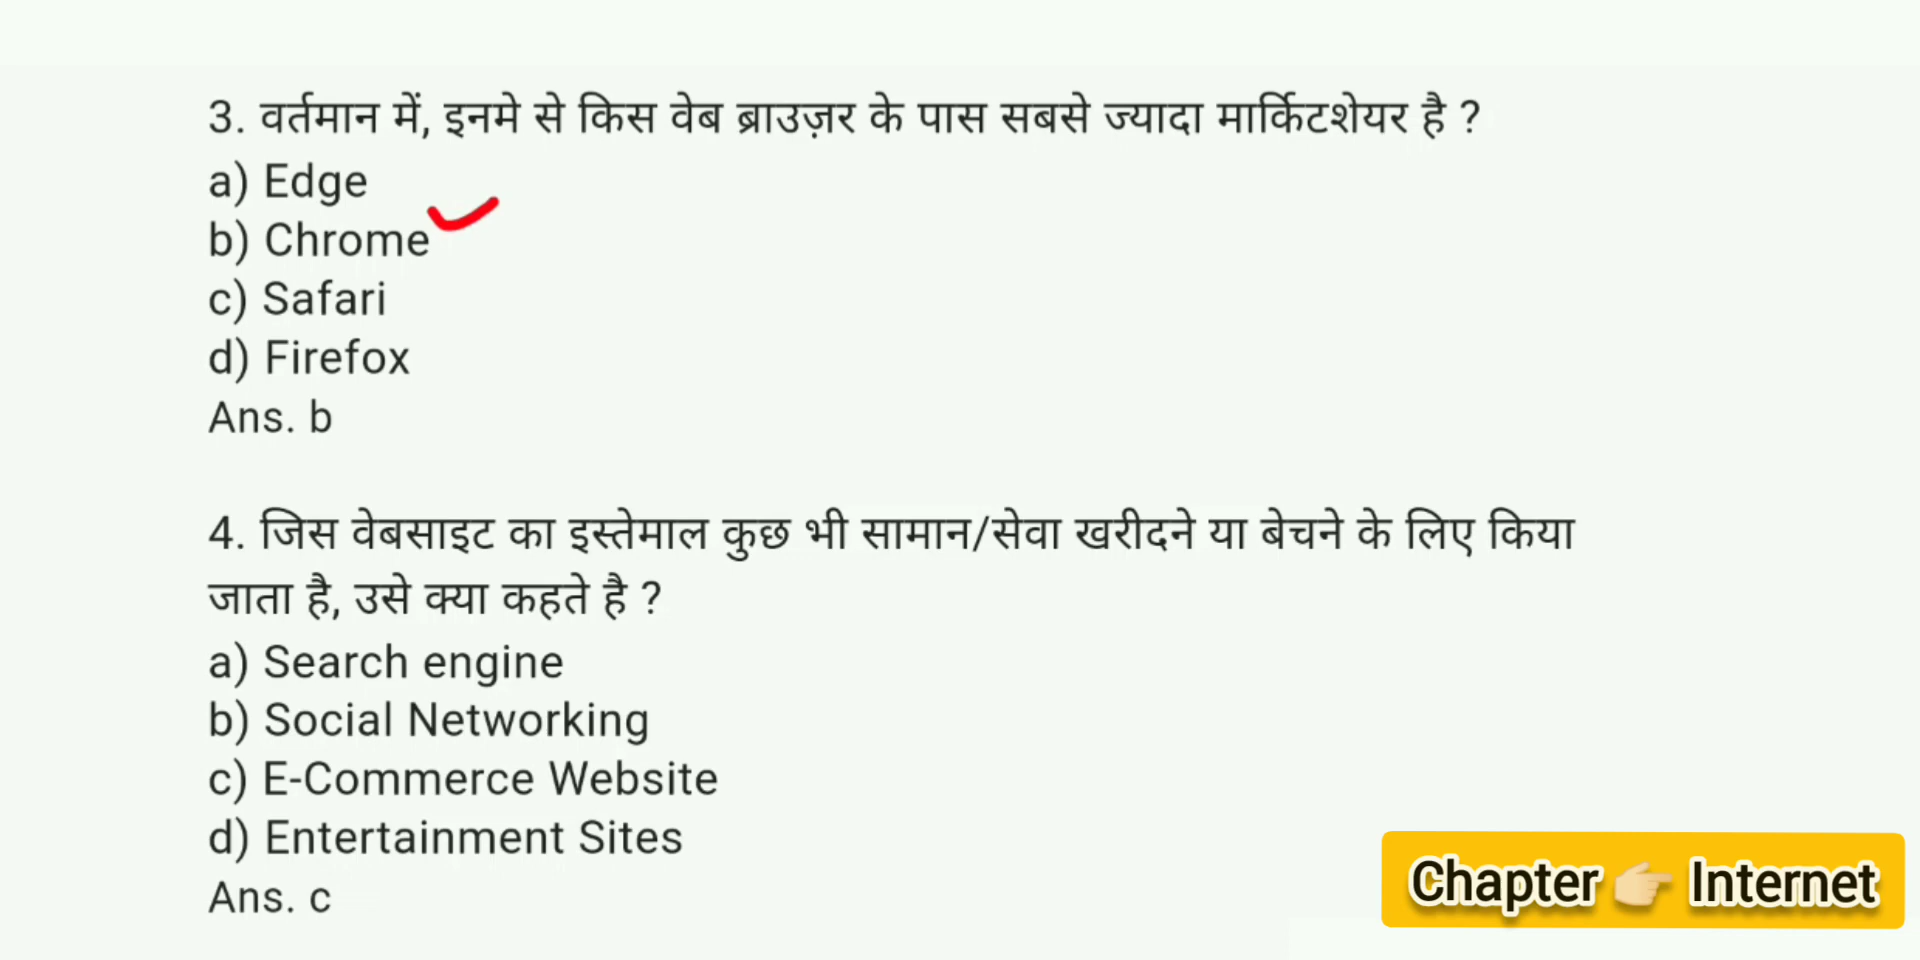 3. वर्तमान में, इनमे से किस वेब ब्राउज़र के पास सबसे ज्यादा मार्किटशेयर है ?
a) Edge
b) Chrome
c) Safari
d) Firefox
Ans. b
4. जिस वेबसाइट का इस्तेमाल कुछ भी सामान/सेवा खरीदने या बेचने के लिए किया
जाता है, उसे क्या कहते है ?
a) Search engine
b) Social Networking
c) E-Commerce Website
d) Entertainment Sites
Ans. c
Chapter 👉 Internet